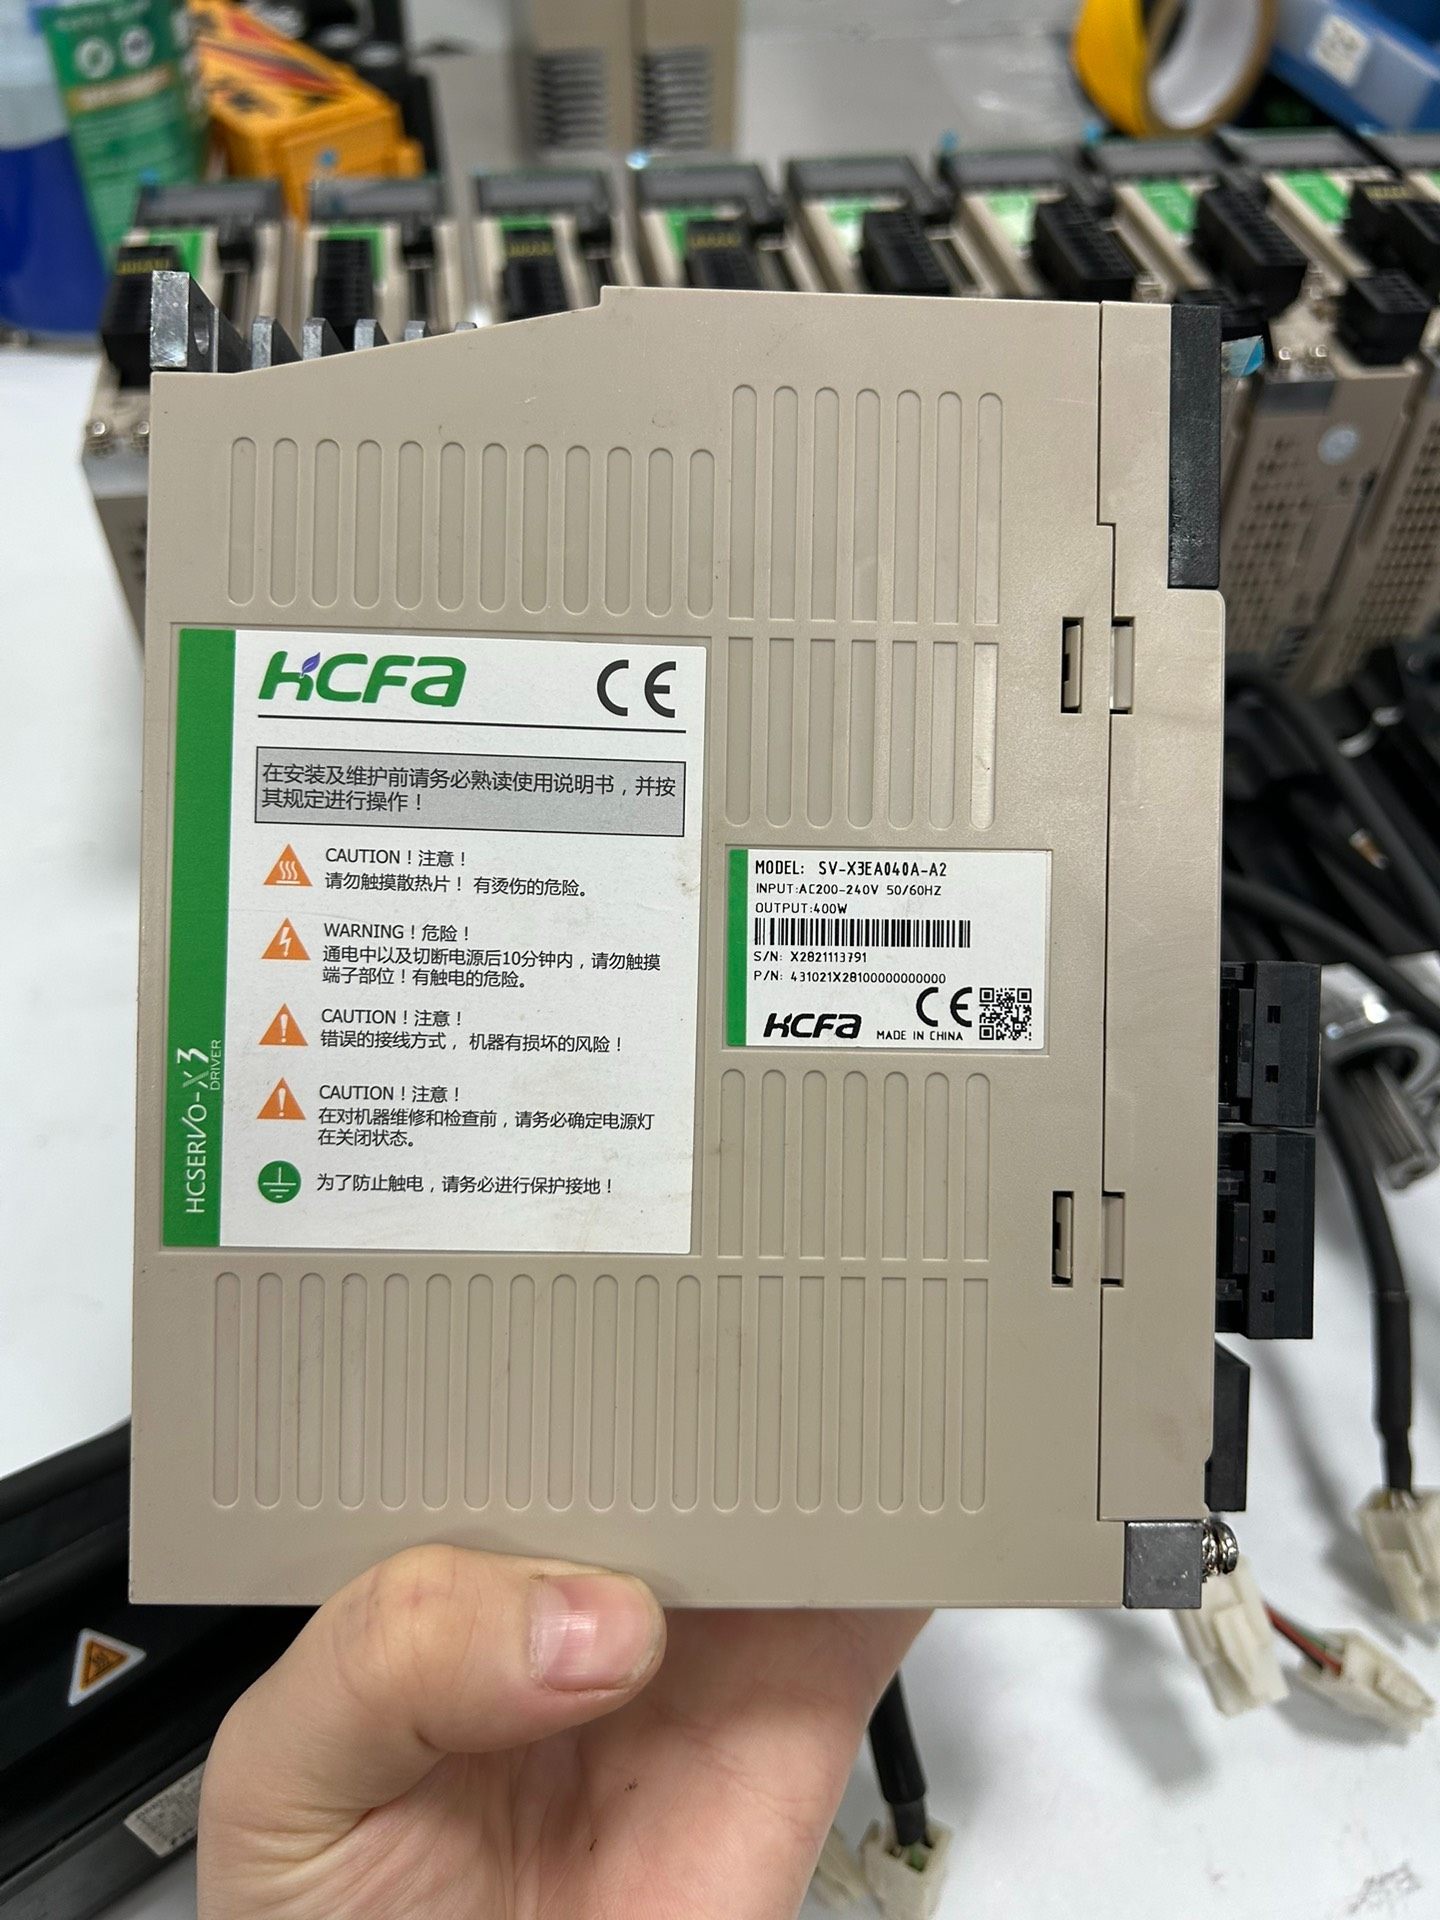 HCFA
CE
在安装及维护前请务必熟读使用说明书，并按
其规定进行操作！
CAUTION！注意！
请勿触摸散热片！有烫伤的危险。
WARNING！危险！
通电中以及切断电源后10分钟内，请勿触摸
端子部位！有触电的危险。
CAUTION！注意！
错误的接线方式，机器有损坏的风险！
CAUTION！注意！
在对机器维修和检查前，请务必确定电源灯
在关闭状态。
为了防止触电，请务必进行保护接地！
HCSERVO-X3
DRIVER
MODEL: SV-X3EA040A-A2
INPUT:AC200-240V 50/60HZ
OUTPUT:400W
S/N: X2821113791
P/N: 431021X28100000000000
HCFA
MADE IN CHINA
CE